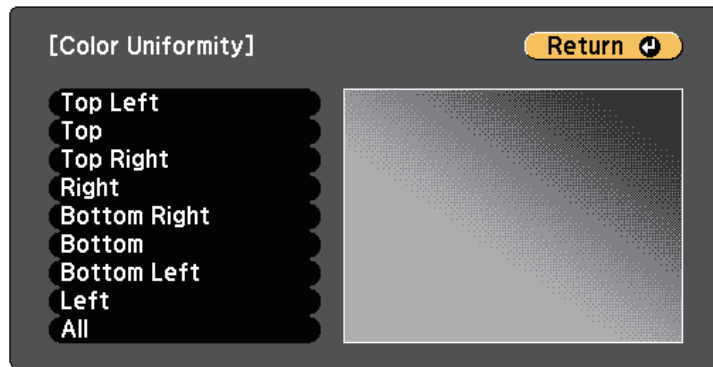 [Color Uniformity]
Return
Top Left
Top
Top Right
Right
Bottom Right
Bottom
Bottom Left
Left
All